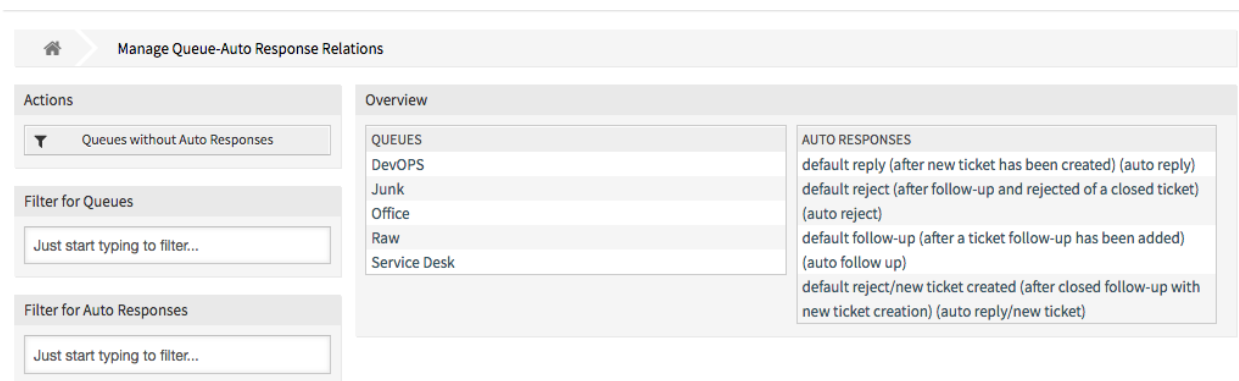 Manage Queue-Auto Response Relations
Actions
Queues without Auto Responses
Filter for Queues
Just start typing to filter...
Filter for Auto Responses
Just start typing to filter...
Overview
QUEUES
DevOPS
Junk
Office
Raw
Service Desk
AUTO RESPONSES
default reply (after new ticket has been created) (auto reply)
default reject (after follow-up and rejected of a closed ticket)
(auto reject)
default follow-up (after a ticket follow-up has been added)
(auto follow up)
default reject/new ticket created (after closed follow-up with
new ticket creation) (auto reply/new ticket)